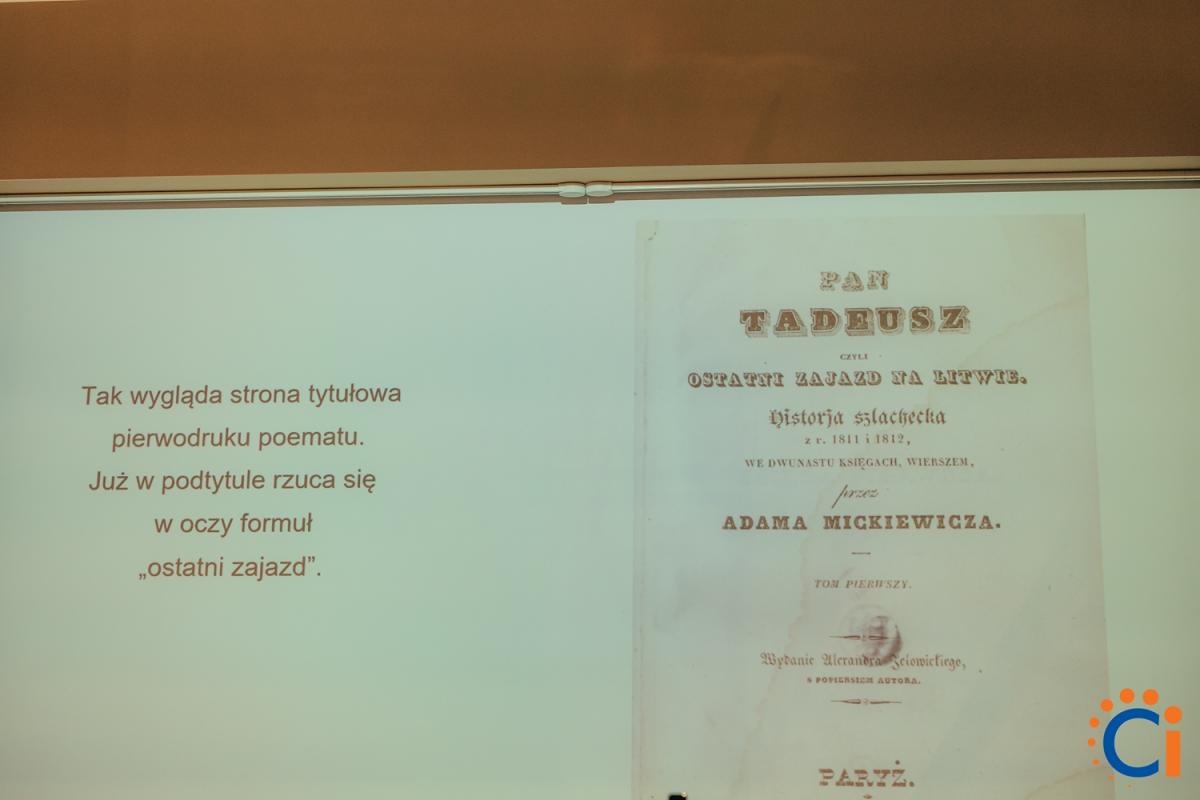 Tak wygląda strona tytułowa
pierwodruku poematu.
Już w podtytule rzuca się
w oczy formuł
„ostatni zajazd”.
PAN
TADEUSZ
CZYLI
OSTATNI ZAJAZD NA LITWIE.
Historja szlachecka
z r. 1811 i 1812,
WE DWUNASTU KSIĘGACH, WIERSZEM,
przez
ADAMA MICKIEWICZA.
TOM PIERWSZY.
Wydanie Alexandra Jełowickiego,
Z POPIERSIEM AUTORA.
PARYŻ.
Ci